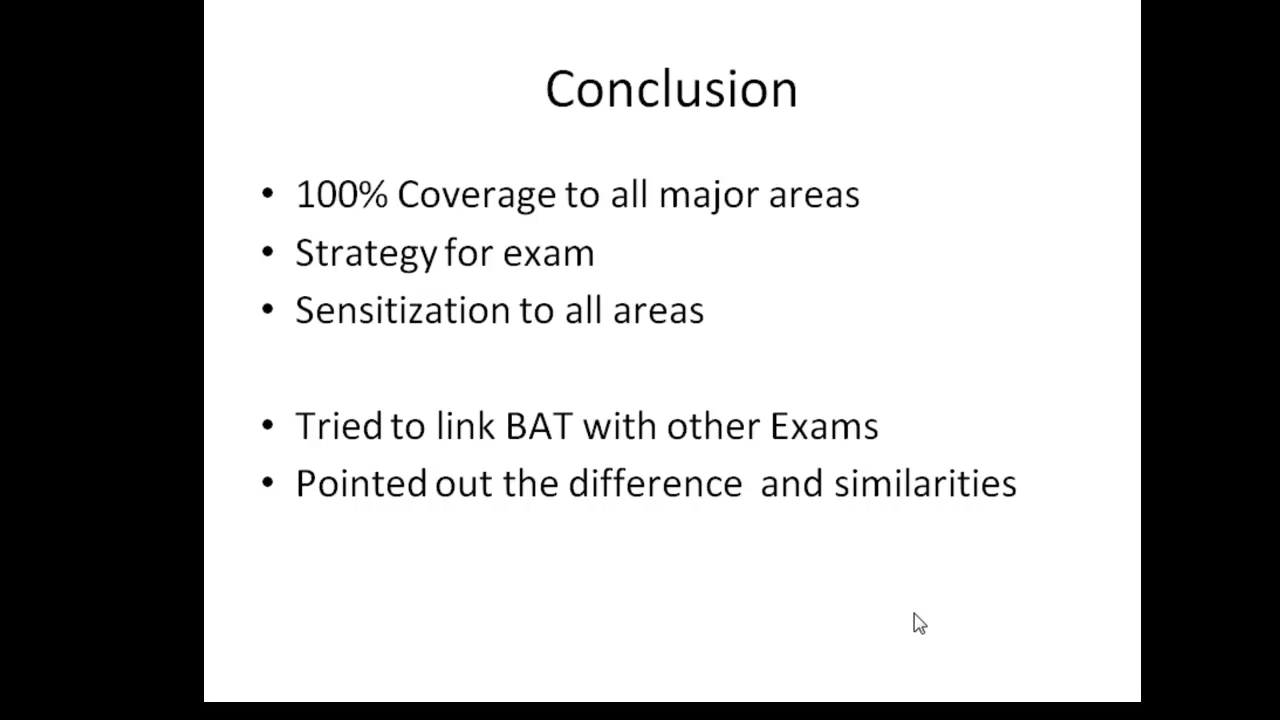 Conclusion
• 100% Coverage to all major areas
• Strategy for exam
• Sensitization to all areas
• Tried to link BAT with other Exams
• Pointed out the difference  and similarities